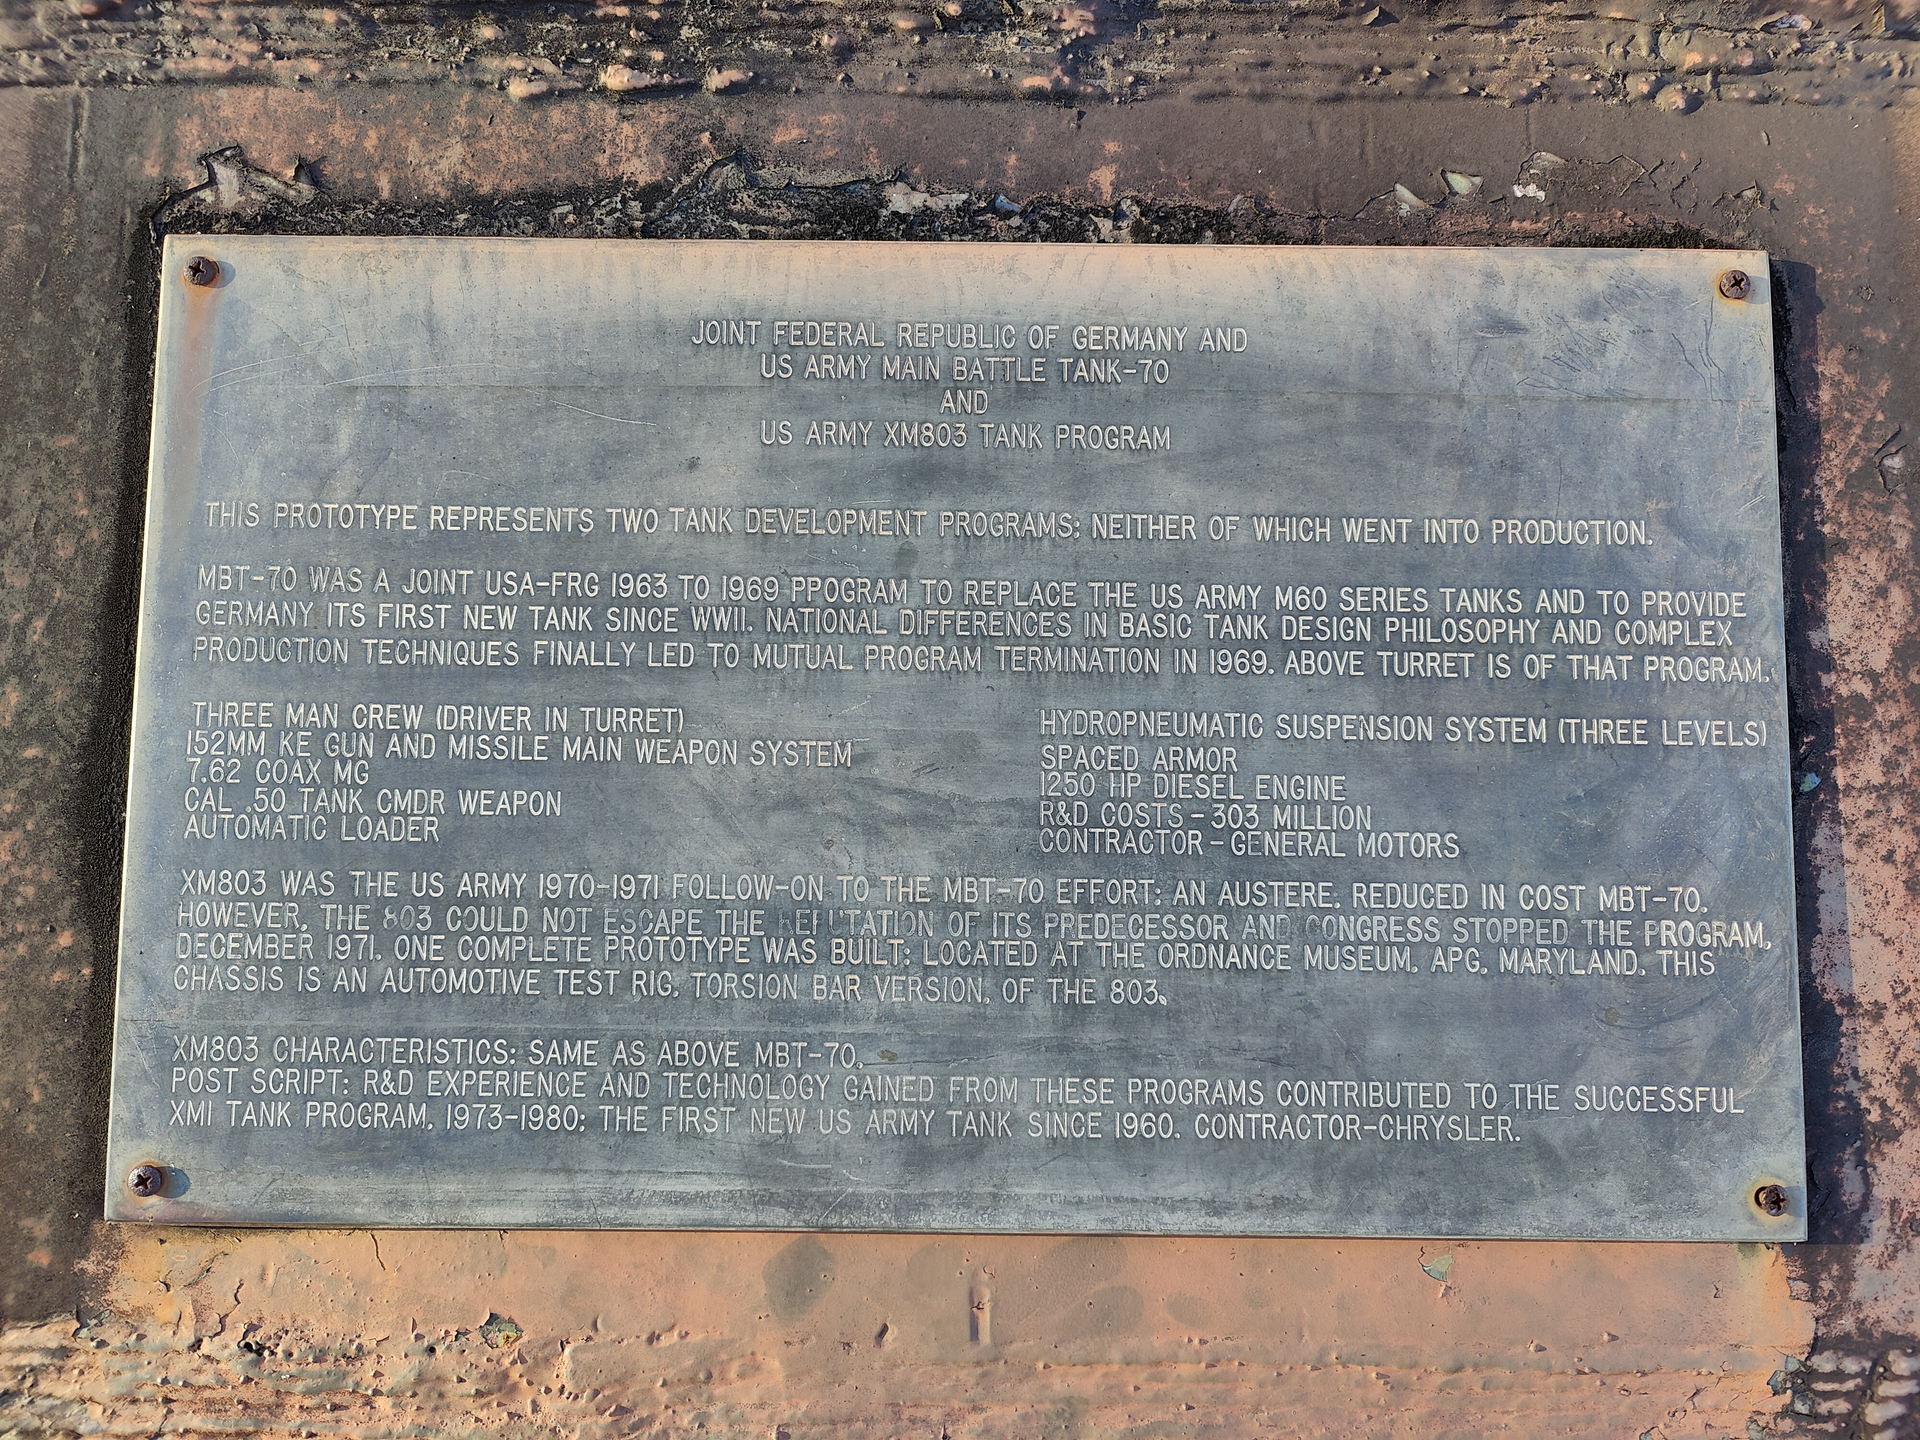 JOINT FEDERAL REPUBLIC OF GERMANY AND
US ARMY MAIN BATTLE TANK-70
AND
US ARMY XM803 TANK PROGRAM
THIS PROTOTYPE REPRESENTS TWO TANK DEVELOPMENT PROGRAMS; NEITHER OF WHICH WENT INTO PRODUCTION.
MBT-70 WAS A JOINT USA-FRG 1963 TO 1969 PPOGRAM TO REPLACE THE US ARMY M60 SERIES TANKS AND TO PROVIDE
GERMANY ITS FIRST NEW TANK SINCE WWII. NATIONAL DIFFERENCES IN BASIC TANK DESIGN PHILOSOPHY AND COMPLEX
PRODUCTION TECHNIQUES FINALLY LED TO MUTUAL PROGRAM TERMINATION IN 1969. ABOVE TURRET IS OF THAT PROGRAM.
THREE MAN CREW (DRIVER IN TURRET)
152MM KE GUN AND MISSILE MAIN WEAPON SYSTEM
7.62 COAX MG
CAL .50 TANK CMDR WEAPON
AUTOMATIC LOADER
HYDROPNEUMATIC SUSPENSION SYSTEM (THREE LEVELS)
SPACED ARMOR
1250 HP DIESEL ENGINE
R&D COSTS - 303 MILLION
CONTRACTOR - GENERAL MOTORS
XM803 WAS THE US ARMY 1970-1971 FOLLOW-ON TO THE MBT-70 EFFORT; AN AUSTERE, REDUCED IN COST MBT-70.
HOWEVER, THE 803 COULD NOT ESCAPE THE REPUTATION OF ITS PREDECESSOR AND CONGRESS STOPPED THE PROGRAM,
DECEMBER 1971. ONE COMPLETE PROTOTYPE WAS BUILT; LOCATED AT THE ORDNANCE MUSEUM, APG, MARYLAND. THIS
CHASSIS IS AN AUTOMOTIVE TEST RIG, TORSION BAR VERSION, OF THE 803.
XM803 CHARACTERISTICS: SAME AS ABOVE MBT-70.
POST SCRIPT: R&D EXPERIENCE AND TECHNOLOGY GAINED FROM THESE PROGRAMS CONTRIBUTED TO THE SUCCESSFUL
XM1 TANK PROGRAM, 1973-1980; THE FIRST NEW US ARMY TANK SINCE 1960. CONTRACTOR-CHRYSLER.